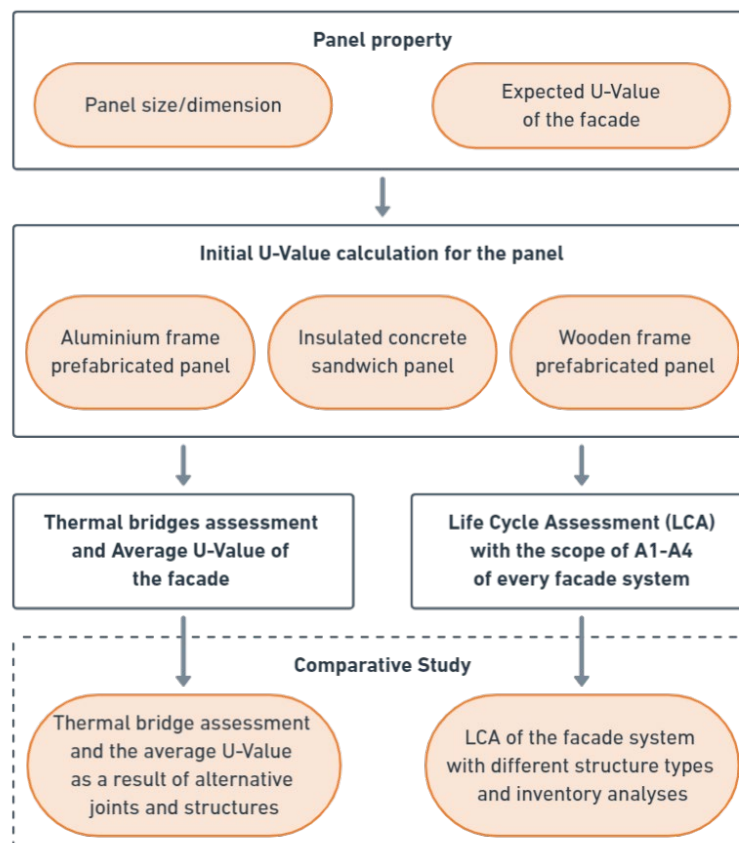 Panel property
Panel size/dimension
Expected U-Value
of the facade
Initial U-Value calculation for the panel
Aluminium frame
prefabricated panel
Insulated concrete
sandwich panel
Wooden frame
prefabricated panel
Thermal bridges assessment
and Average U-Value of
the facade
Life Cycle Assessment (LCA)
with the scope of A1-A4
of every facade system
Comparative Study
Thermal bridge assessment
and the average U-Value
as a result of alternative
joints and structures
LCA of the facade system
with different structure types
and inventory analyses